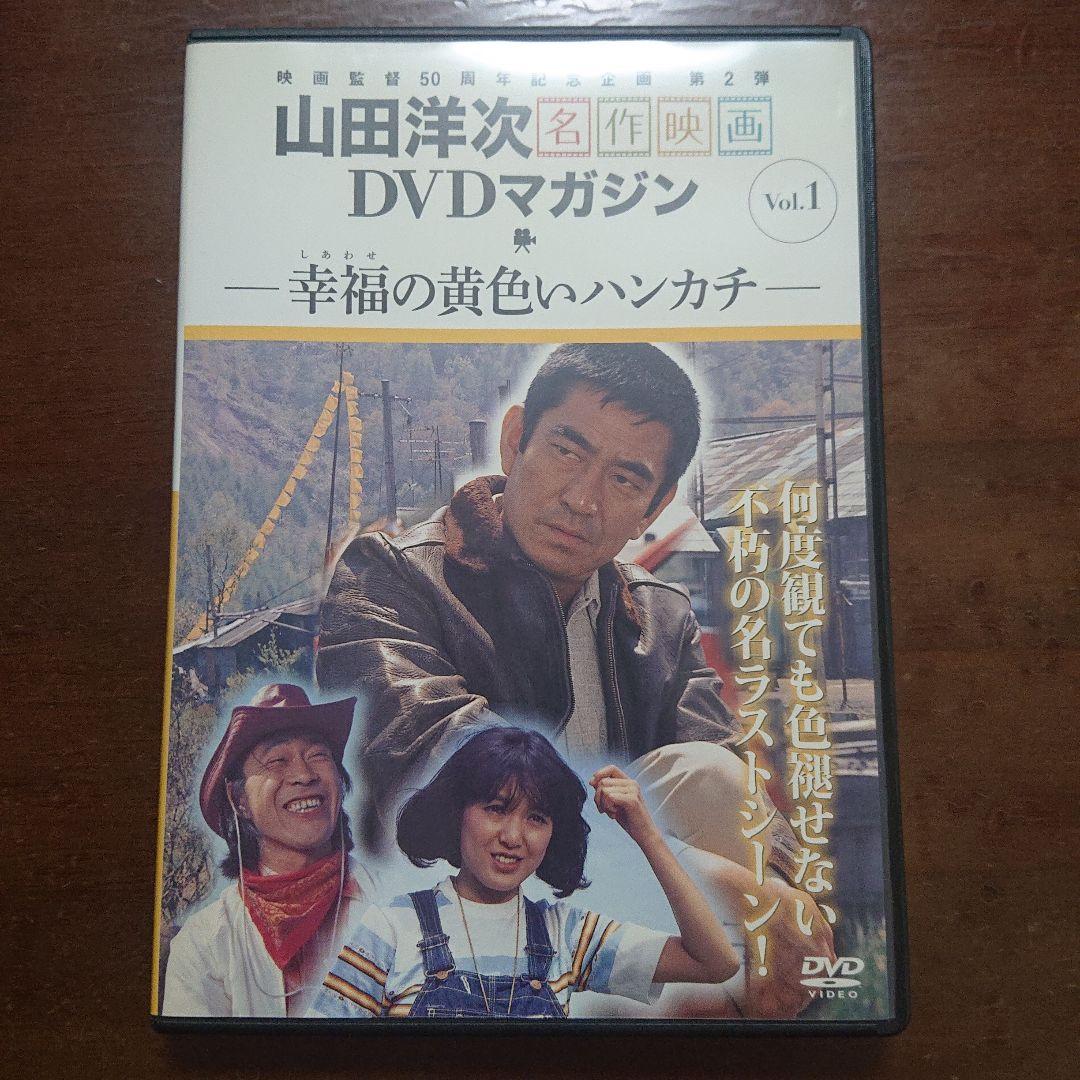 映画監督50周年記念企画 第2弾
山田洋次名作映画
DVDマガジン
Vol.1
しあわせ
幸福の黄色いハンカチ
何度観ても色褪せない
不朽の名ラストシーン!
DVD
VIDEO